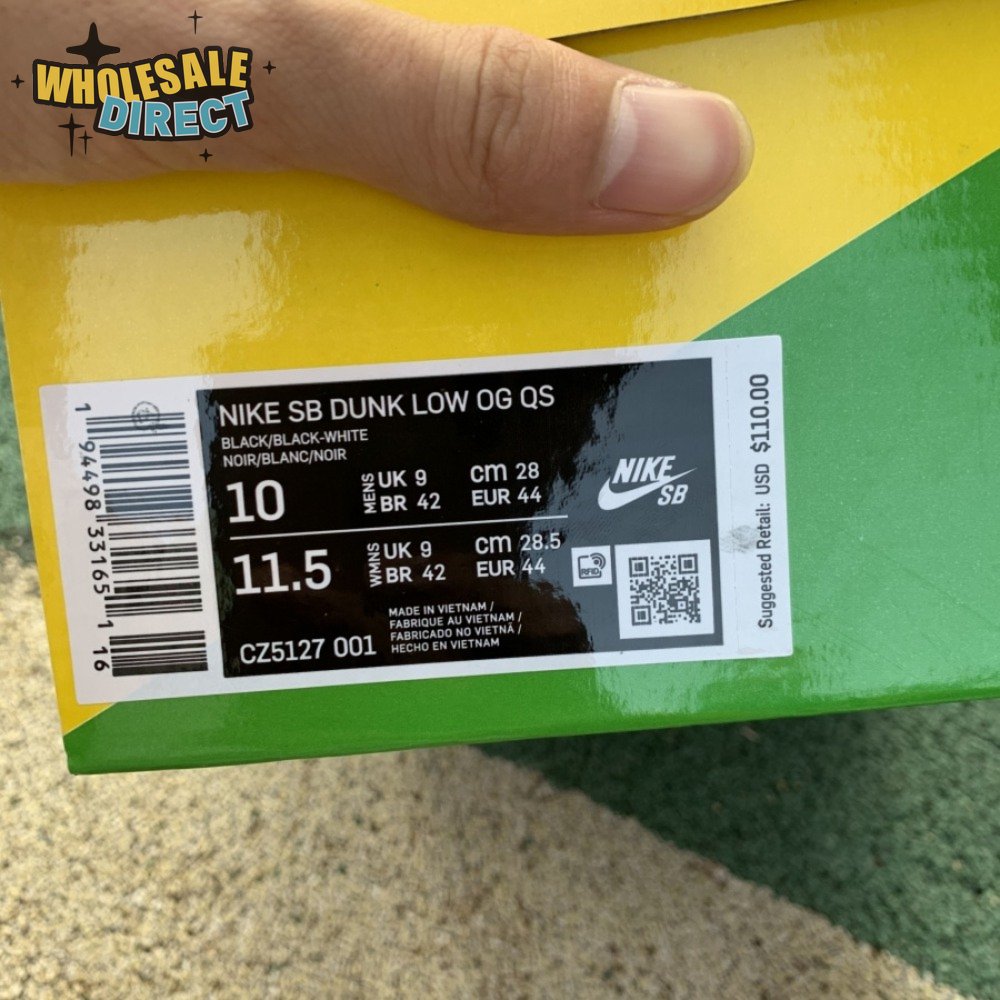 WHOLESALE
DIRECT
NIKE SB DUNK LOW OG QS
BLACK/BLACK-WHITE
NOIR/BLANC/NOIR
10
MENS
UK 9
CM 28
BR 42
EUR 44
11.5
WMNS
UK 9
CM 28.5
BR 42
EUR 44
CZ5127 001
MADE IN VIETNAM /
FABRIQUE AU VIETNAM /
FABRICADO NO VIETNÃ /
HECHO EN VIETNAM
NIKE
SB
RFID
1 94498 33165 1 16
Suggested Retail: USD $110.00